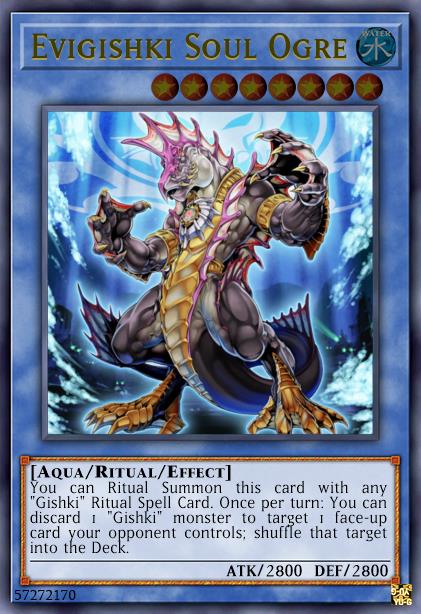 Evigishki Soul Ogre
WATER
水
[Aqua/Ritual/Effect]
You can Ritual Summon this card with any
"Gishki" Ritual Spell Card. Once per turn: You can
discard 1 "Gishki" monster to target 1 face-up
card your opponent controls; shuffle that target
into the Deck.
ATK/2800 DEF/2800
57272170